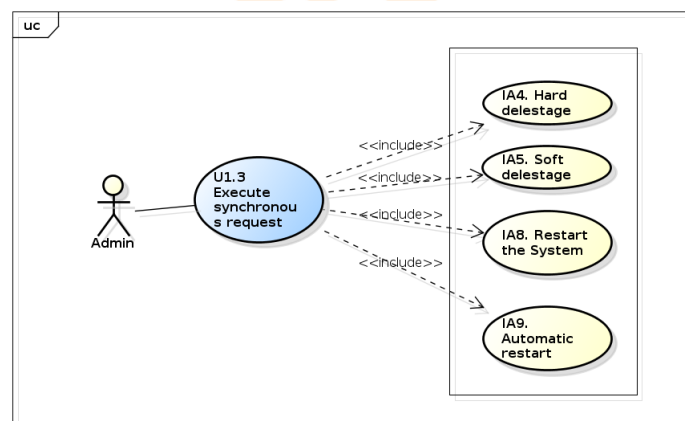 uc
IA4. Hard
delestage
<<include>>
IA5. Soft
delestage
<<include>>
U1.3
Execute
synchronou
s request
<<include>>
IA8. Restart
the System
Admin
<<include>>
IA9.
Automatic
restart